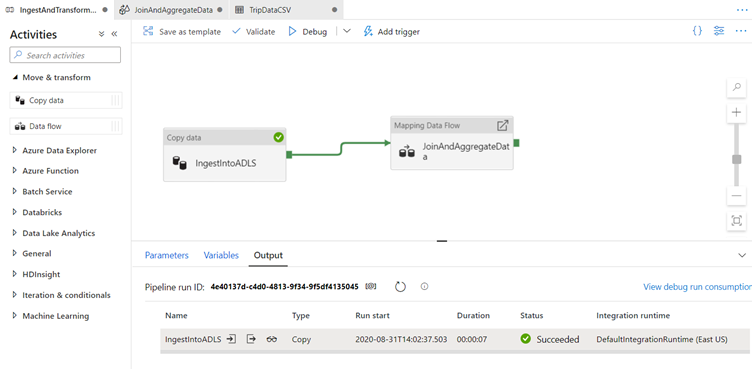 IngestAndTransform...
JoinAndAggregateData
TripDataCSV
Activities
Save as template
Validate
Debug
Add trigger
Search activities
Move & transform
Copy data
Data flow
Azure Data Explorer
Azure Function
Batch Service
Databricks
Data Lake Analytics
General
HDInsight
Iteration & conditionals
Machine Learning
Copy data
IngestIntoADLS
Mapping Data Flow
JoinAndAggregateDat
a
Parameters
Variables
Output
Pipeline run ID: 4e40137d-c4d0-4813-9f34-9f5df4135045
View debug run consumption
Name
Type
Run start
Duration
Status
Integration runtime
IngestIntoADLS
Copy
2020-08-31T14:02:37.503
00:00:07
Succeeded
DefaultIntegrationRuntime (East US)